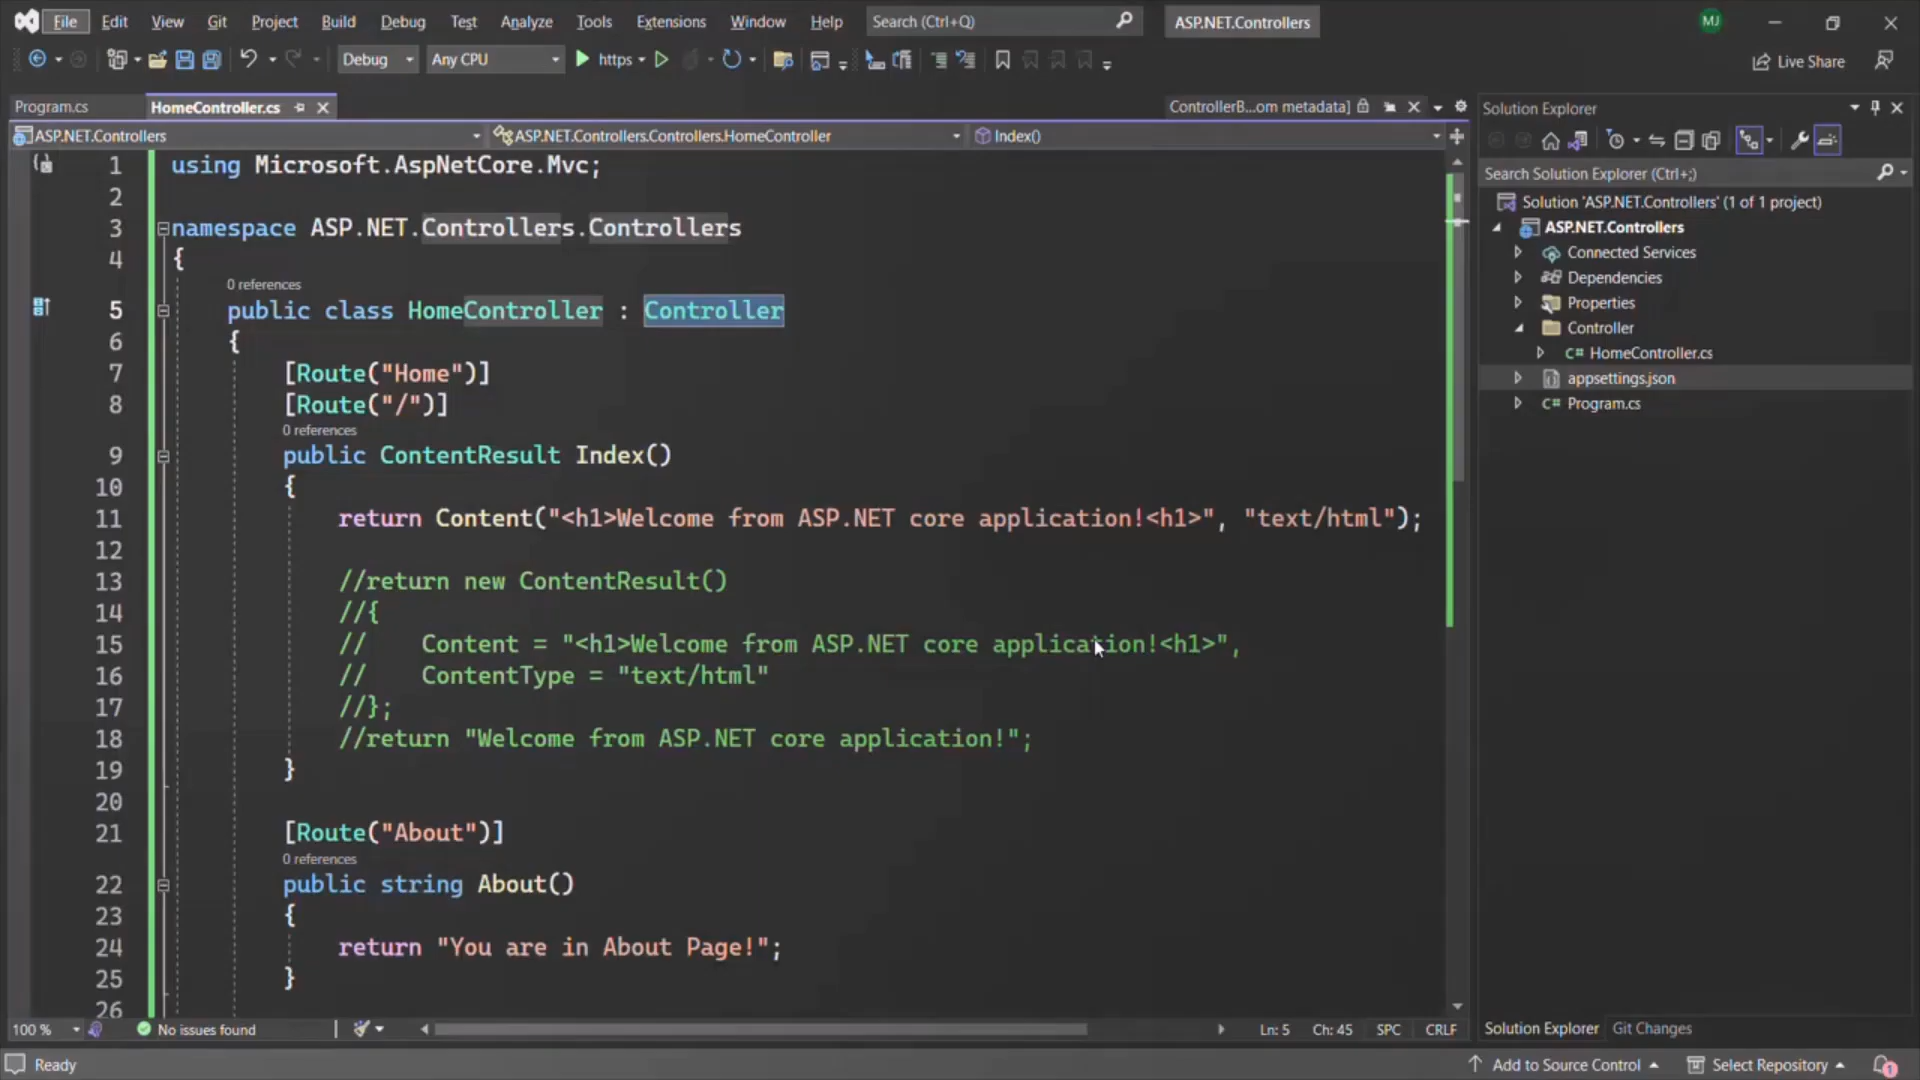 File Edit View Git Project Build Debug Test Analyze Tools Extensions Window Help Search (Ctrl+Q) ASP.NET.Controllers MJ
Debug Any CPU https Live Share
Program.cs HomeController.cs ControllerB...om metadata] Solution Explorer
ASP.NET.Controllers ASP.NET.Controllers.Controllers.HomeController Index()
Search Solution Explorer (Ctrl+;)
Solution 'ASP.NET.Controllers' (1 of 1 project)
ASP.NET.Controllers
Connected Services
Dependencies
Properties
Controller
C# HomeController.cs
appsettings.json
C# Program.cs
1 using Microsoft.AspNetCore.Mvc;
2
3 namespace ASP.NET.Controllers.Controllers
4 {
0 references
5 public class HomeController : Controller
6 {
7 [Route("Home")]
8 [Route("/")]
0 references
9 public ContentResult Index()
10 {
11 return Content("<h1>Welcome from ASP.NET core application!<h1>", "text/html");
12
13 //return new ContentResult()
14 //{
15 // Content = "<h1>Welcome from ASP.NET core application!<h1>",
16 // ContentType = "text/html"
17 //};
18 //return "Welcome from ASP.NET core application!";
19 }
20
21 [Route("About")]
0 references
22 public string About()
23 {
24 return "You are in About Page!";
25 }
26
100 % No issues found Ln: 5 Ch: 45 SPC CRLF Solution Explorer Git Changes
Ready Add to Source Control Select Repository 1